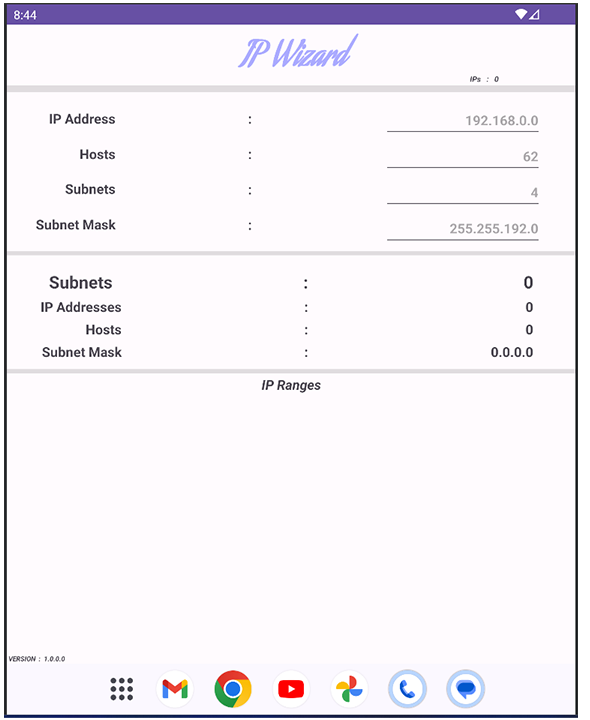 8:44
IP Wizard
IPs : 0
IP Address : 192.168.0.0
Hosts : 62
Subnets : 4
Subnet Mask : 255.255.192.0
Subnets : 0
IP Addresses : 0
Hosts : 0
Subnet Mask : 0.0.0.0
IP Ranges
VERSION : 1.0.0.0